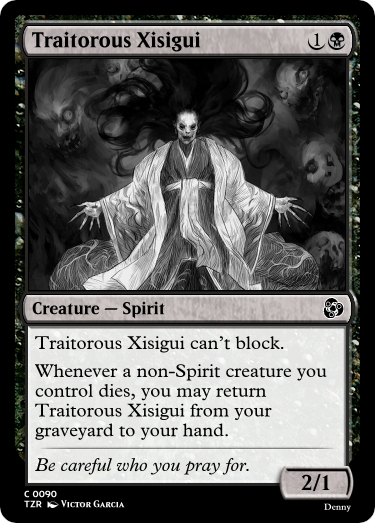 Traitorous Xisigui 1
Creature — Spirit
Traitorous Xisigui can't block.
Whenever a non-Spirit creature you
control dies, you may return
Traitorous Xisigui from your
graveyard to your hand.
Be careful who you pray for.
2/1
C 0090
TZR Victor Garcia
Denny